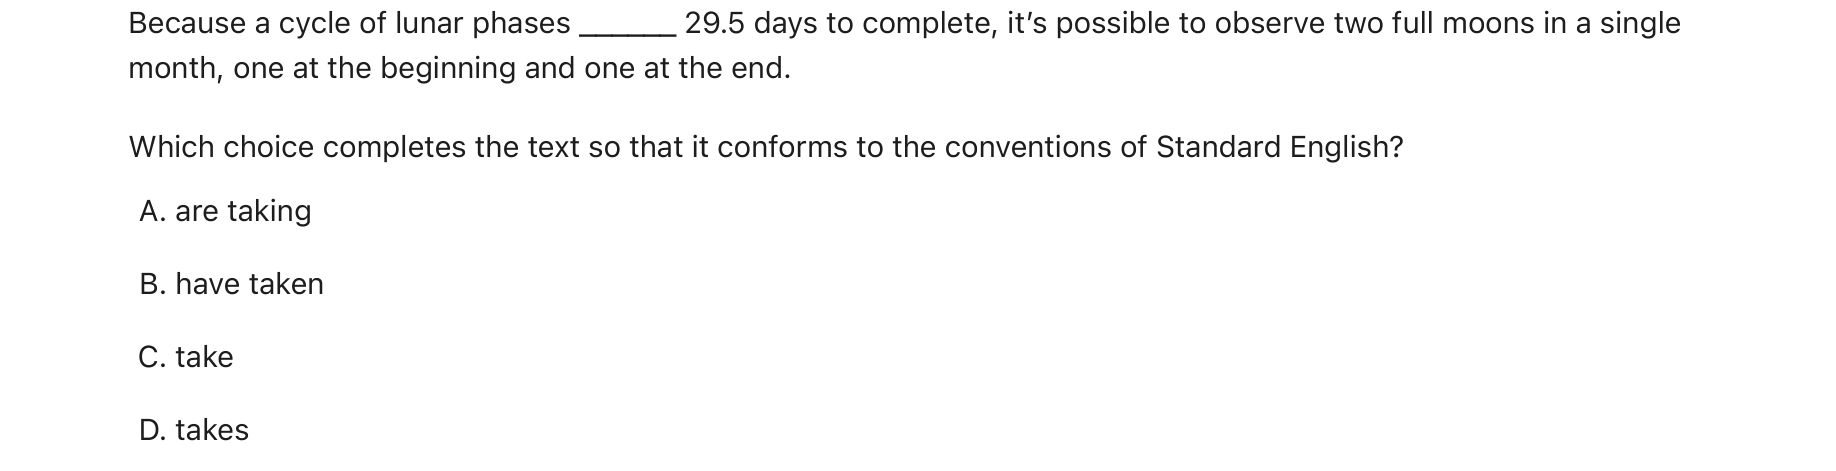 Because a cycle of lunar phases ______ 29.5 days to complete, it’s possible to observe two full moons in a single
month, one at the beginning and one at the end.
Which choice completes the text so that it conforms to the conventions of Standard English?
A. are taking
B. have taken
C. take
D. takes